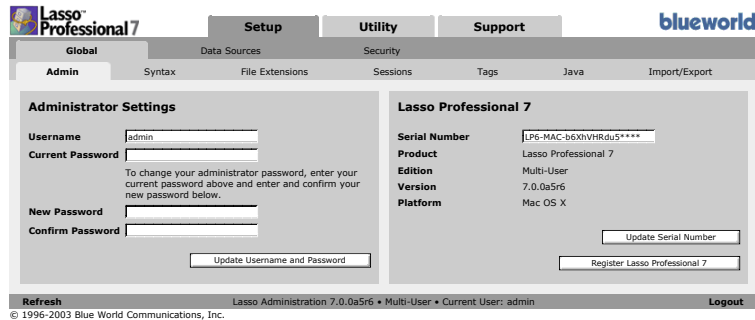 Lasso™
Professional 7
Setup
Utility
Support
blueworld
Global
Data Sources
Security
Admin
Syntax
File Extensions
Sessions
Tags
Java
Import/Export
Administrator Settings
Username
admin
Current Password
To change your administrator password, enter your
current password above and enter and confirm your
new password below.
New Password
Confirm Password
Update Username and Password
Lasso Professional 7
Serial Number
LP6-MAC-b6XhVHRdu5****
Product
Lasso Professional 7
Edition
Multi-User
Version
7.0.0a5r6
Platform
Mac OS X
Update Serial Number
Register Lasso Professional 7
Refresh
Lasso Administration 7.0.0a5r6 • Multi-User • Current User: admin
Logout
© 1996-2003 Blue World Communications, Inc.